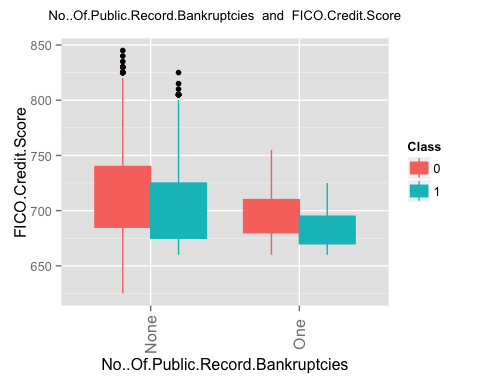 No..Of.Public.Record.Bankruptcies and FICO.Credit.Score
850
800
750
700
650
FICO.Credit.Score
None
One
No..Of.Public.Record.Bankruptcies
Class
0
1